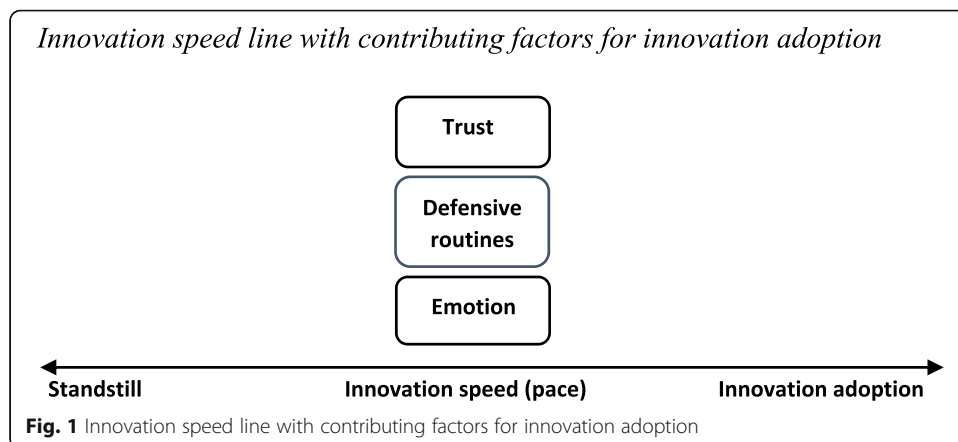 Innovation speed line with contributing factors for innovation adoption
Trust
Defensive
routines
Emotion
Standstill Innovation speed (pace) Innovation adoption
Fig. 1 Innovation speed line with contributing factors for innovation adoption